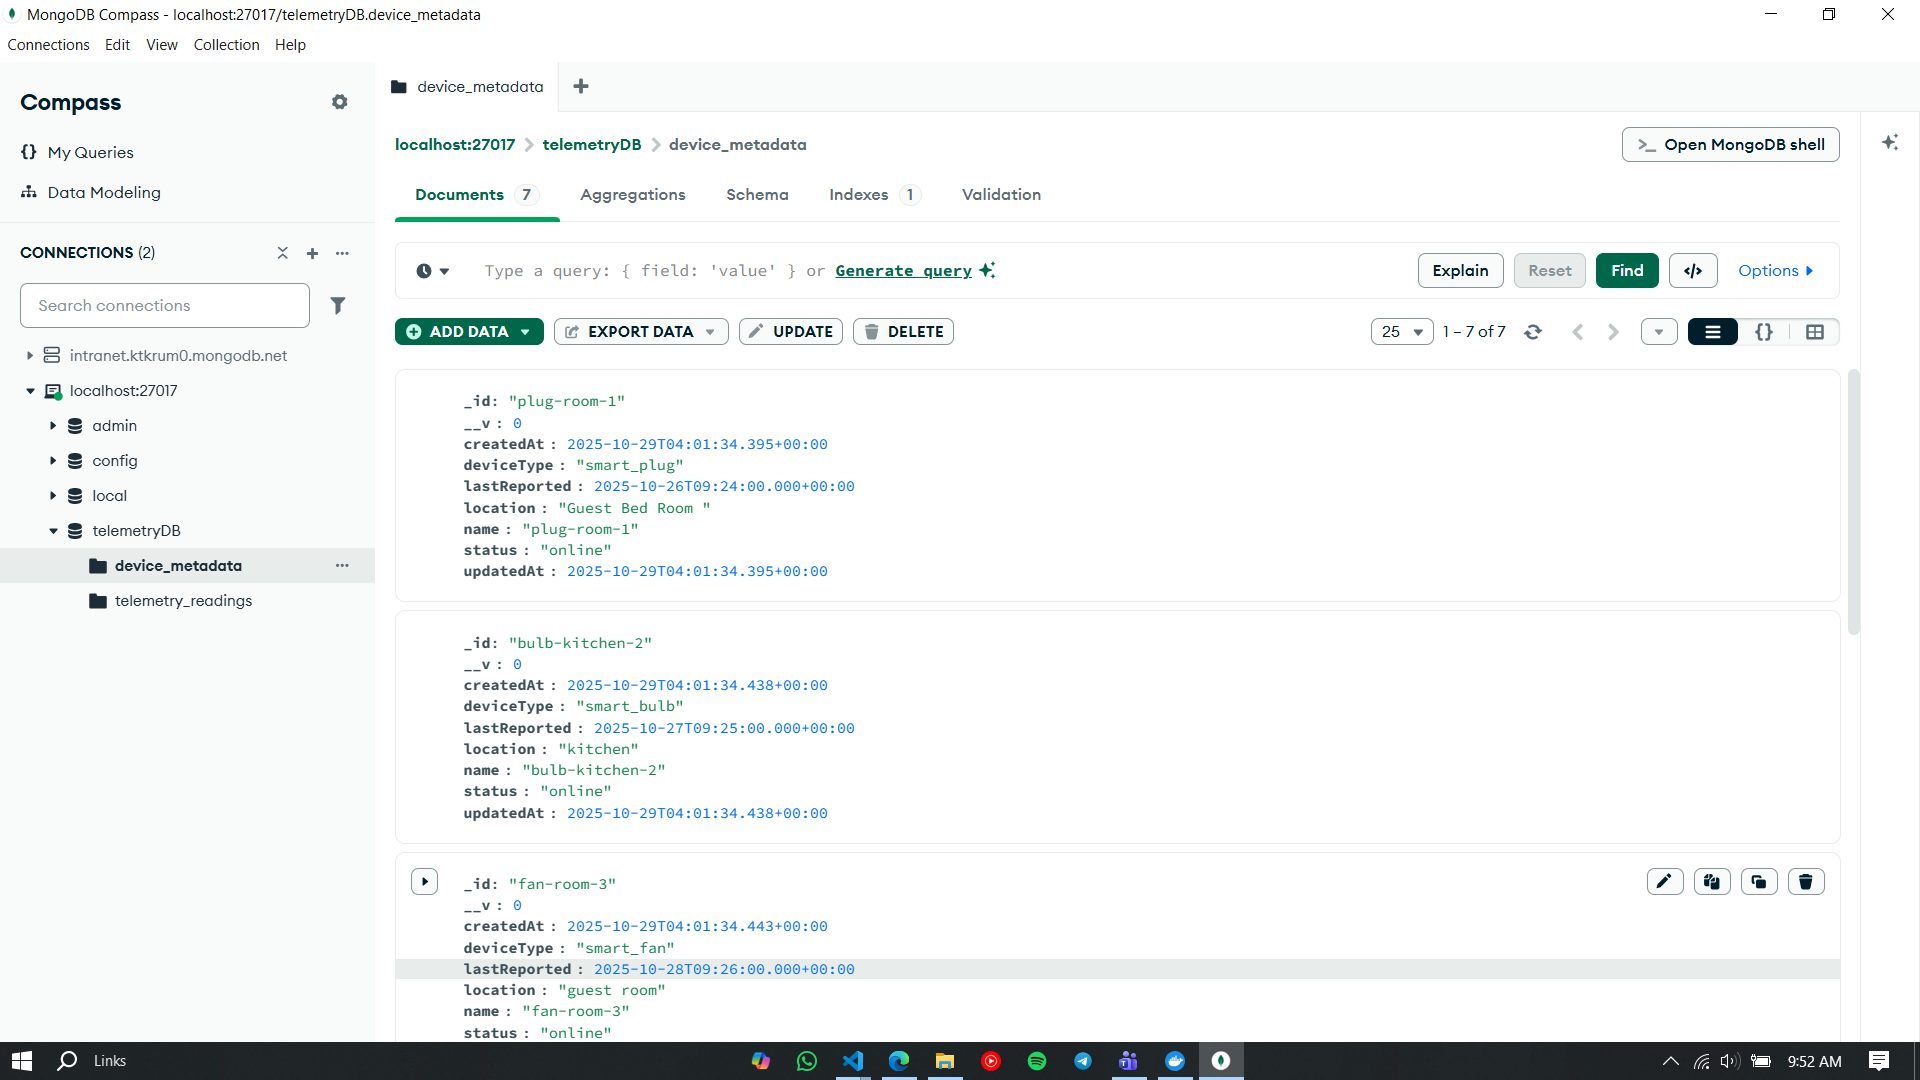 MongoDB Compass - localhost:27017/telemetryDB.device_metadata
Connections Edit View Collection Help
Compass
My Queries
Data Modeling
CONNECTIONS (2)
Search connections
intranet.ktkrum0.mongodb.net
localhost:27017
admin
config
local
telemetryDB
device_metadata
telemetry_readings
device_metadata
localhost:27017 > telemetryDB > device_metadata
>_ Open MongoDB shell
Documents 7 Aggregations Schema Indexes 1 Validation
Type a query: { field: 'value' } or Generate query
Explain Reset Find </> Options
ADD DATA EXPORT DATA UPDATE DELETE
25 1 – 7 of 7 {}
_id: "plug-room-1"
__v : 0
createdAt : 2025-10-29T04:01:34.395+00:00
deviceType : "smart_plug"
lastReported : 2025-10-26T09:24:00.000+00:00
location : "Guest Bed Room "
name : "plug-room-1"
status : "online"
updatedAt : 2025-10-29T04:01:34.395+00:00
_id: "bulb-kitchen-2"
__v : 0
createdAt : 2025-10-29T04:01:34.438+00:00
deviceType : "smart_bulb"
lastReported : 2025-10-27T09:25:00.000+00:00
location : "kitchen"
name : "bulb-kitchen-2"
status : "online"
updatedAt : 2025-10-29T04:01:34.438+00:00
_id: "fan-room-3"
__v : 0
createdAt : 2025-10-29T04:01:34.443+00:00
deviceType : "smart_fan"
lastReported : 2025-10-28T09:26:00.000+00:00
location : "guest room"
name : "fan-room-3"
status : "online"
Links
9:52 AM